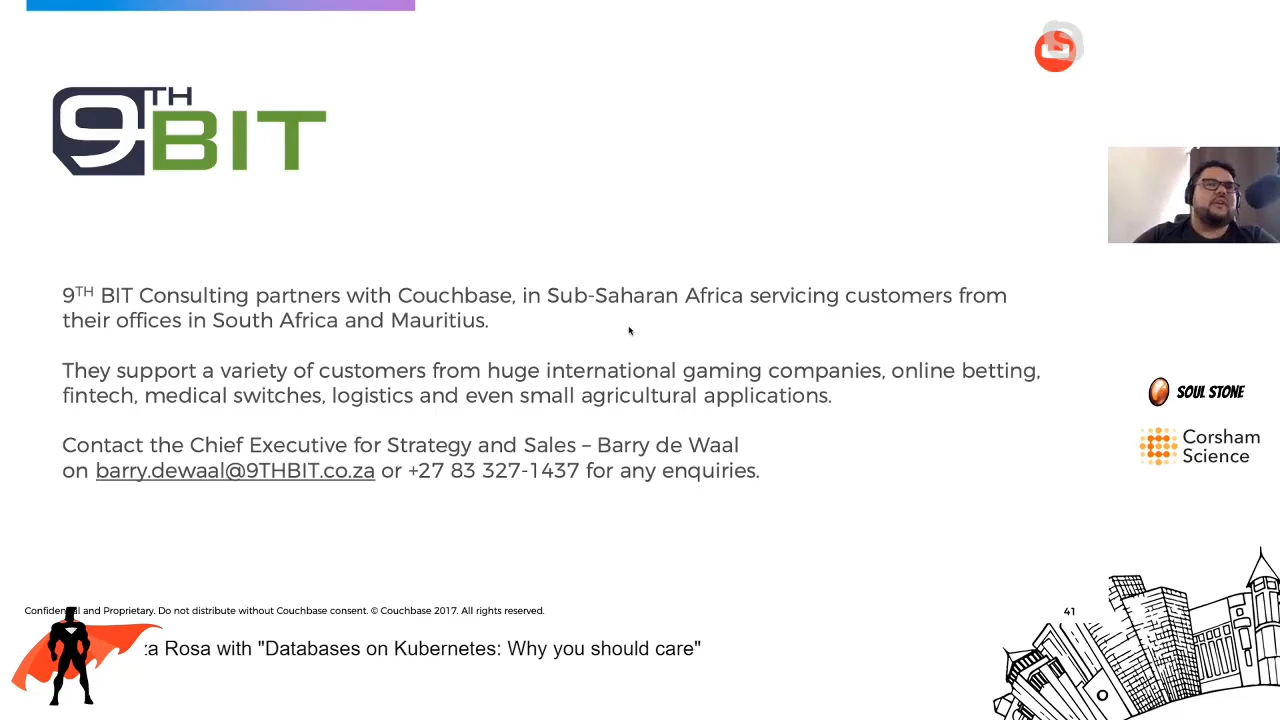 9TH BIT
9TH BIT Consulting partners with Couchbase, in Sub-Saharan Africa servicing customers from
their offices in South Africa and Mauritius.
They support a variety of customers from huge international gaming companies, online betting,
fintech, medical switches, logistics and even small agricultural applications.
Contact the Chief Executive for Strategy and Sales – Barry de Waal
on barry.dewaal@9THBIT.co.za or +27 83 327-1437 for any enquiries.
SOUL STONE
Corsham
Science
Confidential and Proprietary. Do not distribute without Couchbase consent. © Couchbase 2017. All rights reserved.
41
ta Rosa with "Databases on Kubernetes: Why you should care"